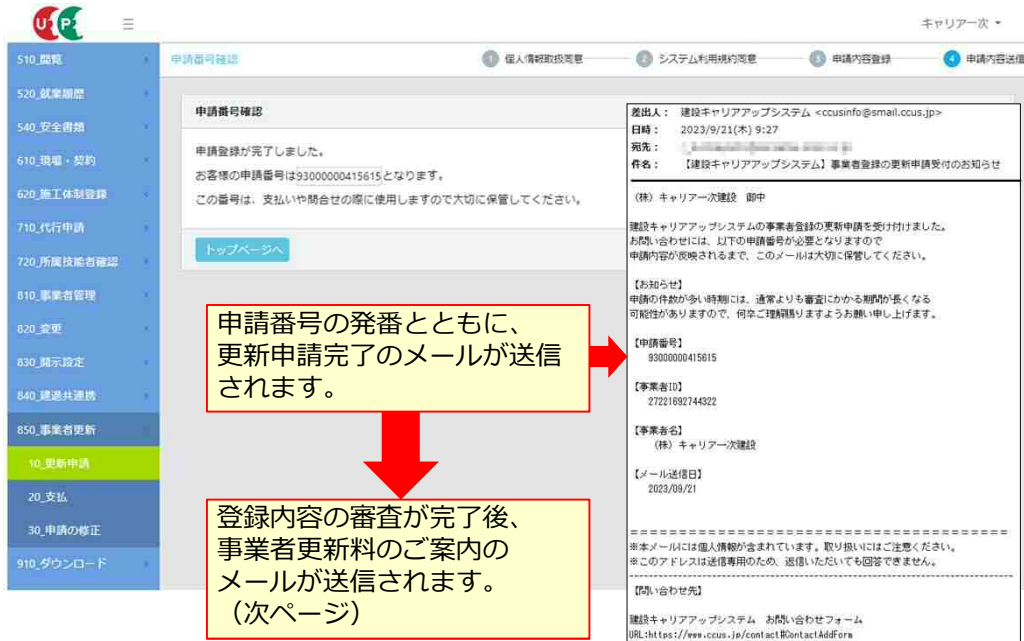 U P
キャリア一次
510_閲覧
520_就業履歴
540_安全書類
610_現場・契約
620_施工体制登録
710_代行申請
720_所属技能者確認
810_事業者管理
820_変更
830_開示設定
840_建退共連携
850_事業者更新
10_更新申請
20_支払
30_申請の修正
910_ダウンロード
申請番号確認
1 個人情報取扱同意
2 システム利用規約同意
3 申請内容登録
4 申請内容送信
申請番号確認
申請登録が完了しました。
お客様の申請番号は93000000415615となります。
この番号は、支払いや問合せの際に使用しますので大切に保管してください。
トップページへ
申請番号の発番とともに、
更新申請完了のメールが送信
されます。
登録内容の審査が完了後、
事業者更新料のご案内の
メールが送信されます。
（次ページ）
差出人： 建設キャリアアップシステム <ccusinfo@smail.ccus.jp>
日時： 2023/9/21(木) 9:27
宛先：
件名： 【建設キャリアアップシステム】事業者登録の更新申請受付のお知らせ
（株）キャリア一次建設 御中
建設キャリアアップシステムの事業者登録の更新申請を受け付けました。
お問い合わせには、以下の申請番号が必要となりますので
申請内容が反映されるまで、このメールは大切に保管してください。
【お知らせ】
申請の件数が多い時期には、通常よりも審査にかかる期間が長くなる
可能性がありますので、何卒ご理解賜りますようお願い申し上げます。
【申請番号】
93000000415615
【事業者ID】
27221692744322
【事業者名】
（株）キャリア一次建設
【メール送信日】
2023/09/21
※本メールには個人情報が含まれています。取り扱いにはご注意ください。
※このアドレスは送信専用のため、返信いただいても回答できません。
【問い合わせ先】
建設キャリアアップシステム お問い合わせフォーム
URL:https://www.ccus.jp/contact#ContactAddForm